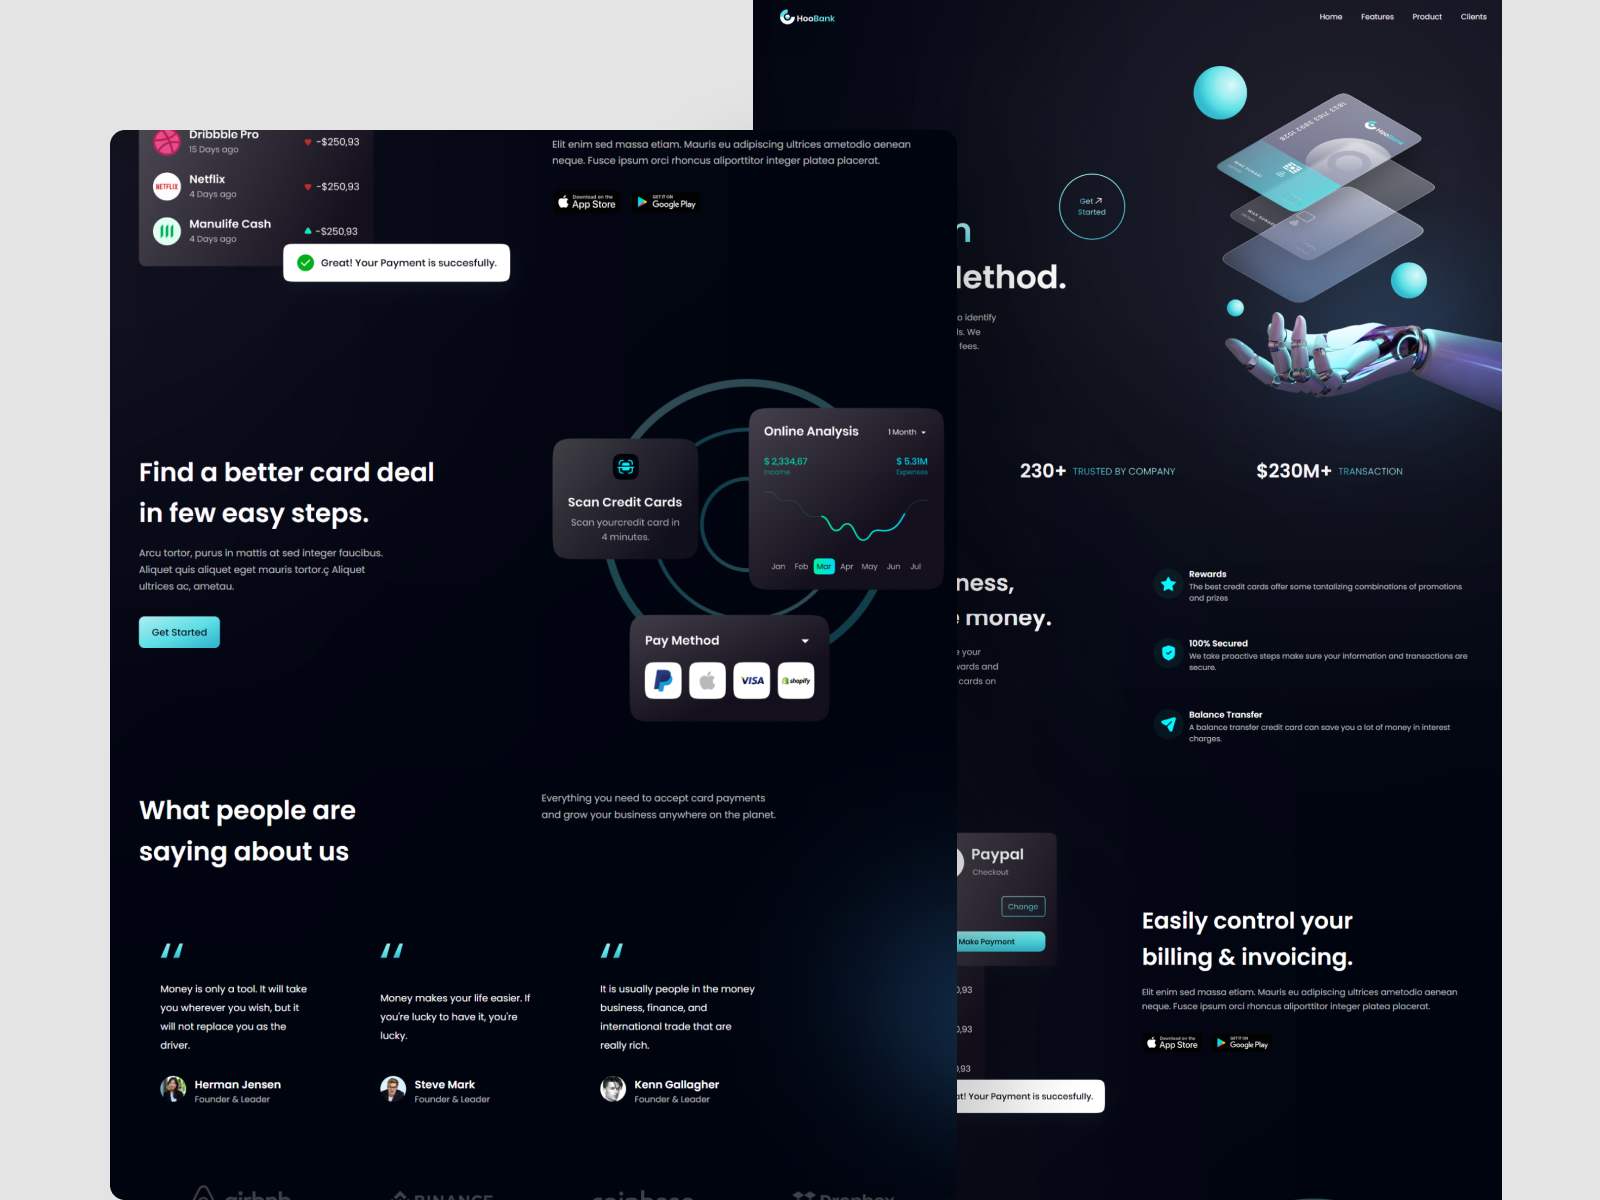 HooBank
Home Features Product Clients
1833 7163 3892 1028
HooBank
Get
Started
n
lethod.
o identify
ls. We
fees.
230+ TRUSTED BY COMPANY
$230M+ TRANSACTION
ness,
money.
e your
wards and
cards on
Rewards
The best credit cards offer some tantalizing combinations of promotions
and prizes
100% Secured
We take proactive steps make sure your information and transactions are
secure.
Balance Transfer
A balance transfer credit card can save you a lot of money in interest
charges.
Paypal
Checkout
Change
Make Payment
0,93
0,93
0,93
at! Your Payment is succesfully.
Easily control your
billing & invoicing.
Elit enim sed massa etiam. Mauris eu adipiscing ultrices ametodio aenean
neque. Fusce ipsum orci rhoncus aliporttitor integer platea placerat.
Download on the
App Store
GET IT ON
Google Play
Dribbble Pro
15 Days ago
-$250,93
NETFLIX
Netflix
4 Days ago
-$250,93
Manulife Cash
4 Days ago
-$250,93
Great! Your Payment is succesfully.
Elit enim sed massa etiam. Mauris eu adipiscing ultrices ametodio aenean
neque. Fusce ipsum orci rhoncus aliporttitor integer platea placerat.
Download on the
App Store
GET IT ON
Google Play
Find a better card deal
in few easy steps.
Arcu tortor, purus in mattis at sed integer faucibus.
Aliquet quis aliquet eget mauris tortor.ç Aliquet
ultrices ac, ametau.
Get Started
Scan Credit Cards
Scan yourcredit card in
4 minutes.
Online Analysis
1 Month
$ 2,334,67
Income
$ 5.31M
Expenses
Jan Feb Mar Apr May Jun Jul
Pay Method
VISA
shopify
What people are
saying about us
Everything you need to accept card payments
and grow your business anywhere on the planet.
Money is only a tool. It will take
you wherever you wish, but it
will not replace you as the
driver.
Herman Jensen
Founder & Leader
Money makes your life easier. If
you're lucky to have it, you're
lucky.
Steve Mark
Founder & Leader
It is usually people in the money
business, finance, and
international trade that are
really rich.
Kenn Gallagher
Founder & Leader
airbnb
BINANCE
coinbase
Dropbox